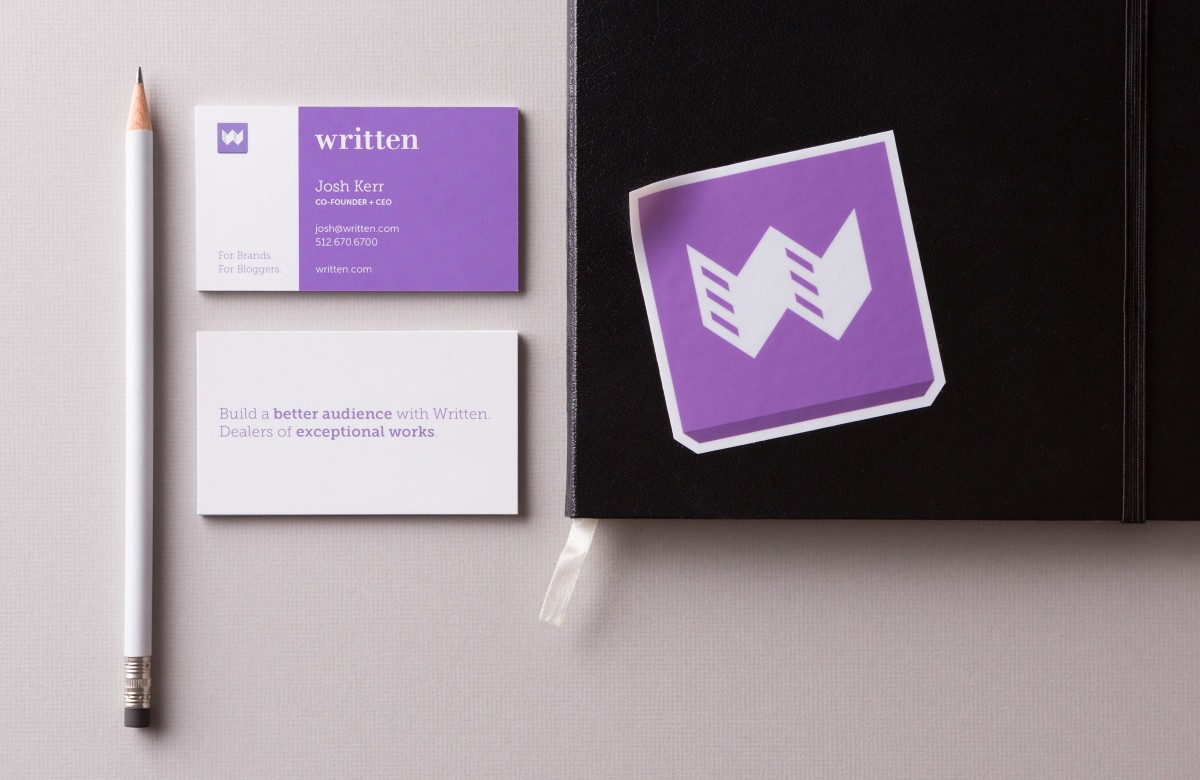 written
Josh Kerr
CO-FOUNDER + CEO
josh@written.com
512.670.6700
written.com
For Brands.
For Bloggers.
Build a better audience with Written.
Dealers of exceptional works.